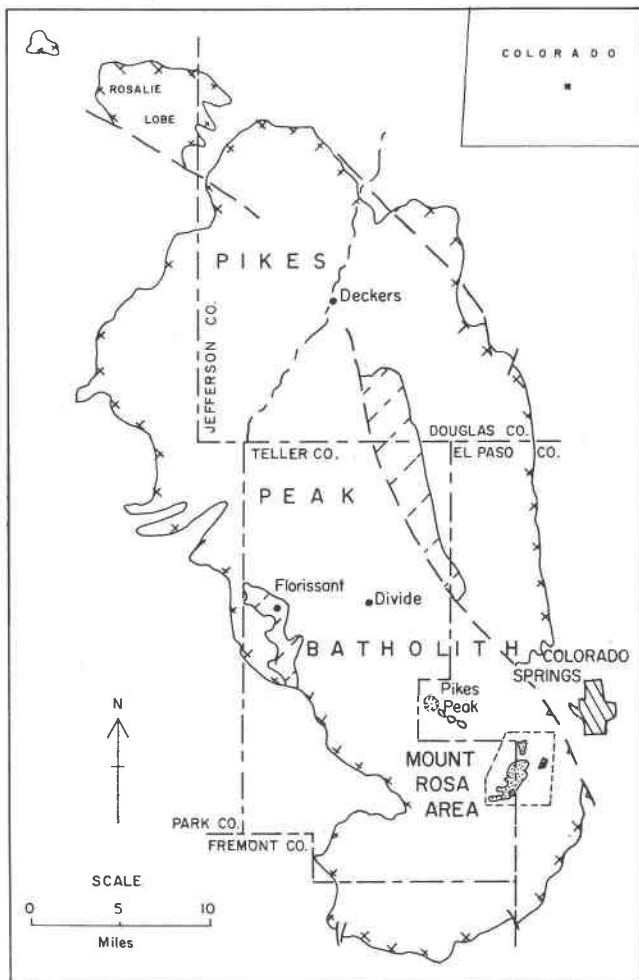 COLORADO
ROSALIE
LOBE
PIKES
Deckers
JEFFERSON CO.
DOUGLAS CO.
TELLER CO.
EL PASO CO.
PEAK
Florissant
Divide
BATHOLITH
COLORADO
SPRINGS
Pikes
Peak
N
MOUNT
ROSA
AREA
PARK CO.
FREMONT CO.
SCALE
0 5 10
Miles